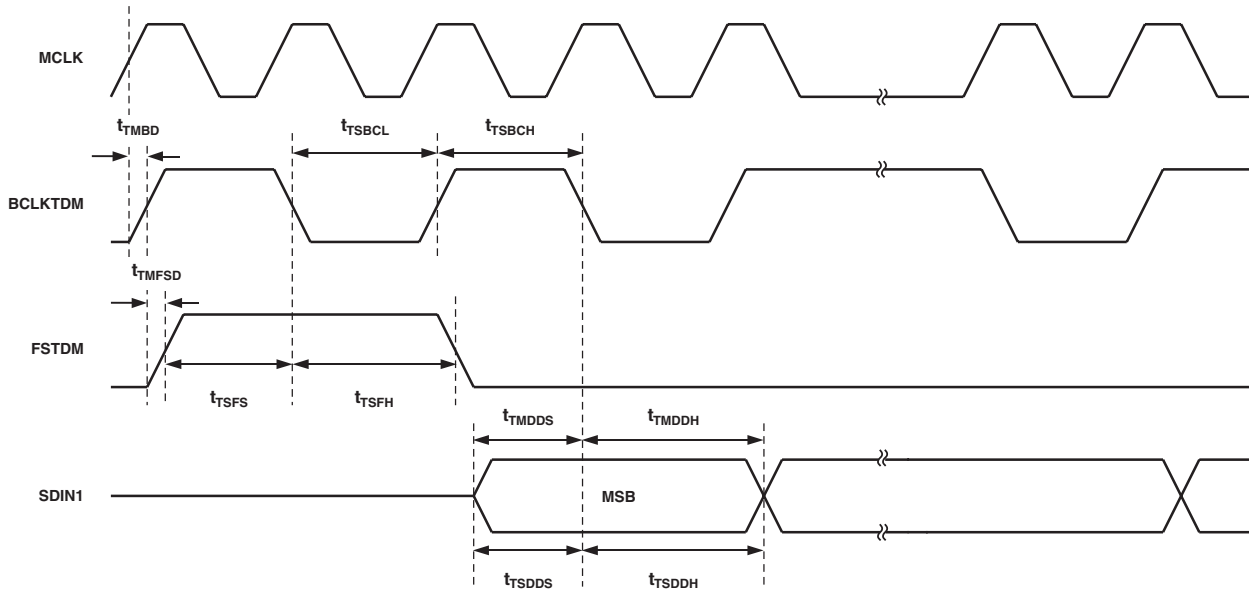 MCLK
tTMBD
tTSBCL
tTSBCH
BCLKTDM
tTMFSD
FSTDM
tTSFS
tTSFH
tTMDDS
tTMDDH
SDIN1
MSB
tTSDDS
tTSDDH